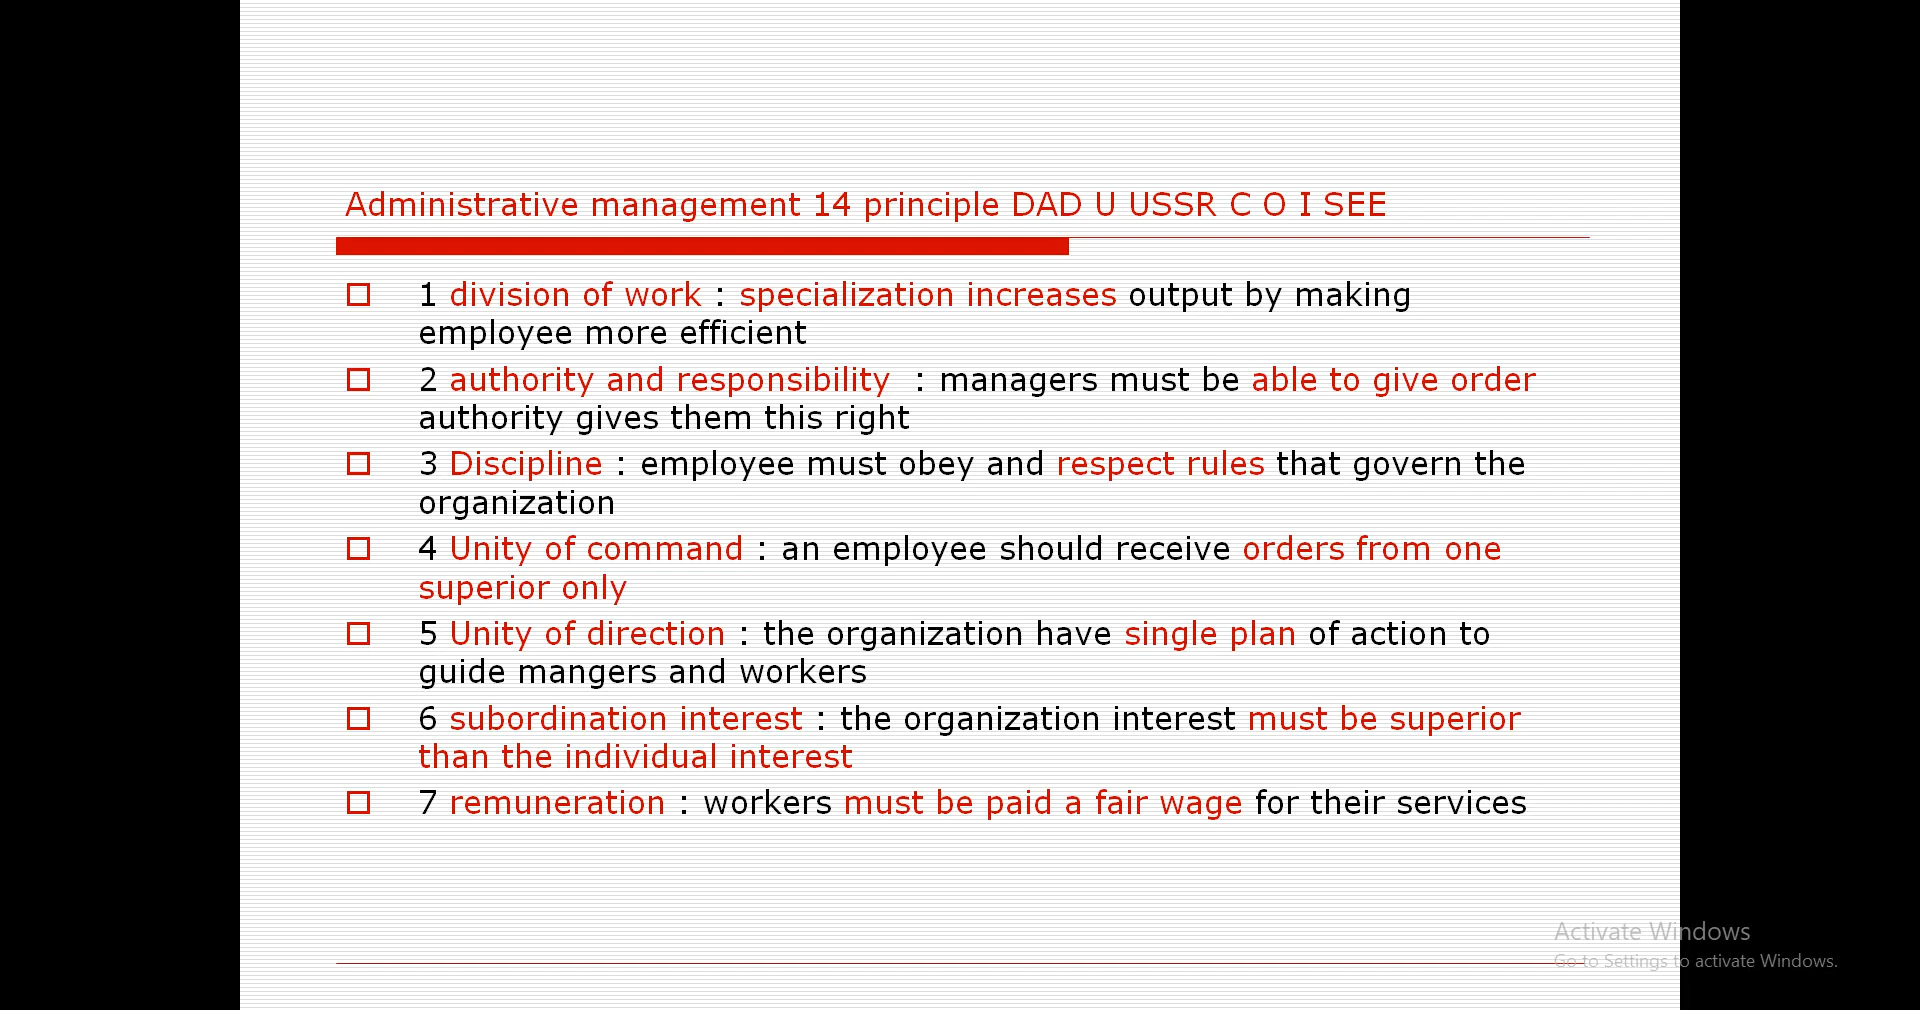 Administrative management 14 principle DAD U USSR C O I SEE
1 division of work : specialization increases output by making
employee more efficient
2 authority and responsibility : managers must be able to give order
authority gives them this right
3 Discipline : employee must obey and respect rules that govern the
organization
4 Unity of command : an employee should receive orders from one
superior only
5 Unity of direction : the organization have single plan of action to
guide mangers and workers
6 subordination interest : the organization interest must be superior
than the individual interest
7 remuneration : workers must be paid a fair wage for their services
Activate Windows
Go to Settings to activate Windows.